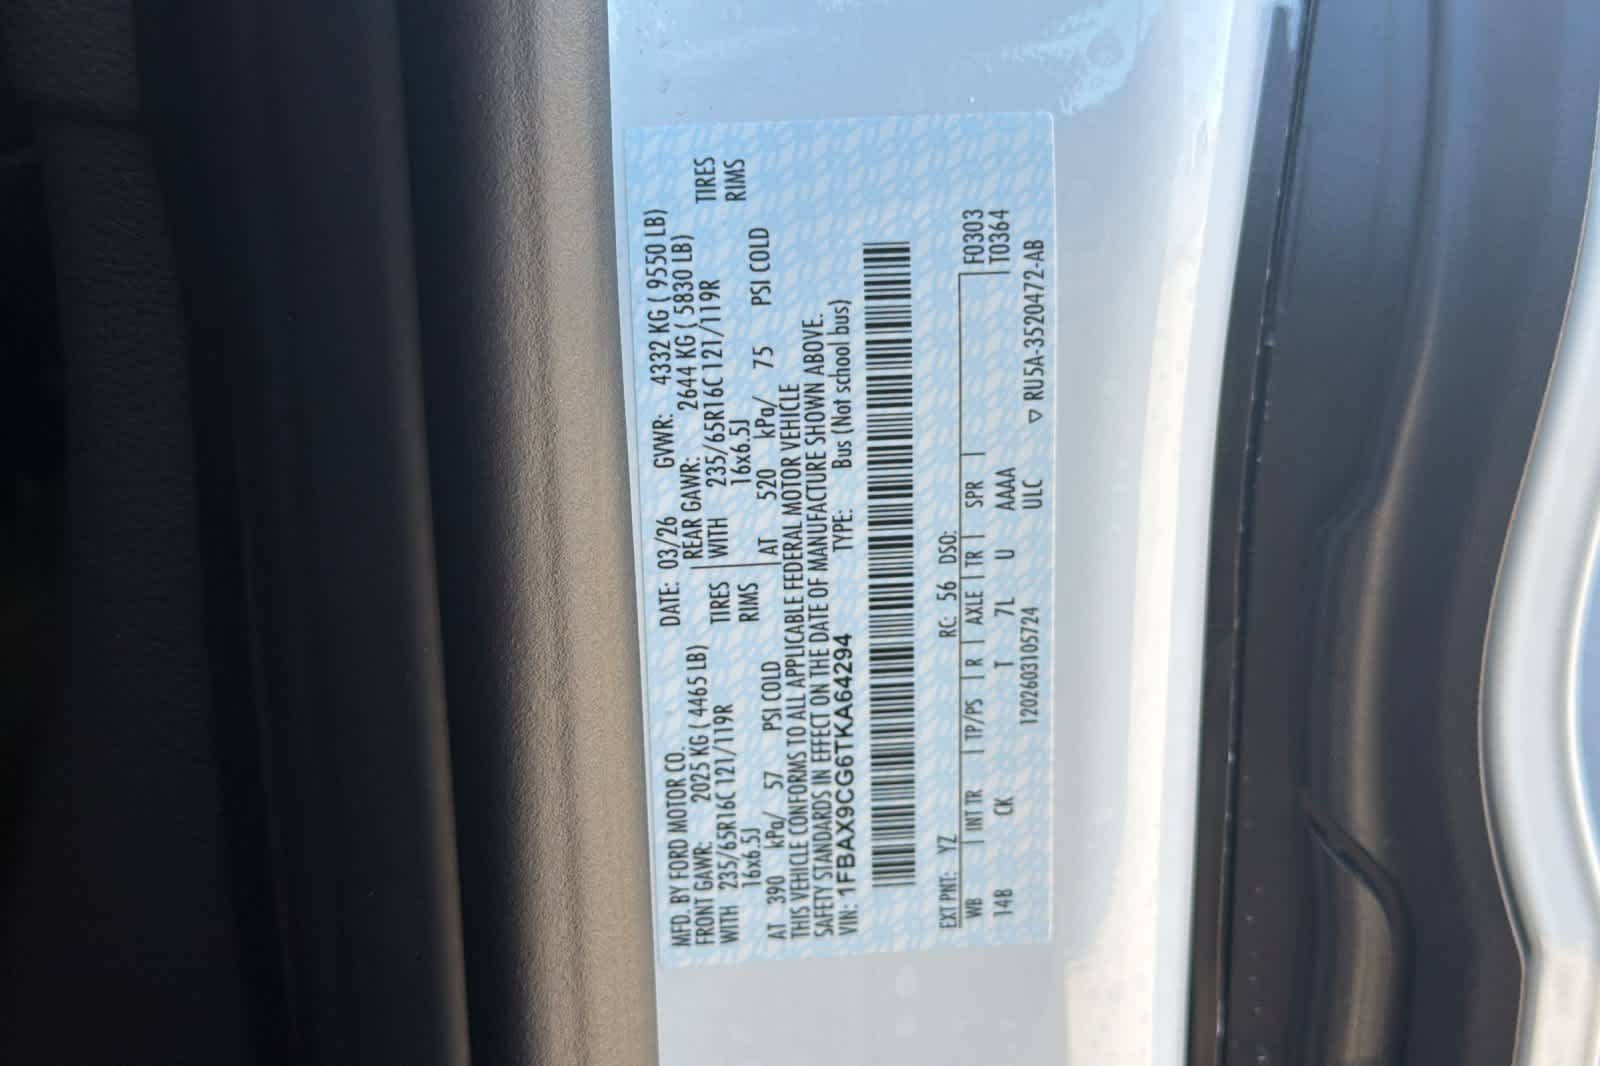 MFD. BY FORD MOTOR CO. DATE: 03/26 GVWR: 4332 KG ( 9550 LB)
FRONT GAWR: 2025 KG ( 4465 LB) REAR GAWR: 2644 KG ( 5830 LB)
WITH 235/65R16C 121/119R TIRES WITH 235/65R16C 121/119R TIRES
16x6.5J RIMS 16x6.5J RIMS
AT 390 kPa/ 57 PSI COLD AT 520 kPa/ 75 PSI COLD
THIS VEHICLE CONFORMS TO ALL APPLICABLE FEDERAL MOTOR VEHICLE
SAFETY STANDARDS IN EFFECT ON THE DATE OF MANUFACTURE SHOWN ABOVE.
VIN: 1FBAX9CG6TKA64294 TYPE: Bus (Not school bus)
EXT PNT: YZ RC: 56 DSO:
WB | INT TR | TP/PS | R | AXLE | TR | SPR | F0303
14B CK T 7L U AAAA T0364
1202603105724 ULC ▽ RU5A-3520472-AB